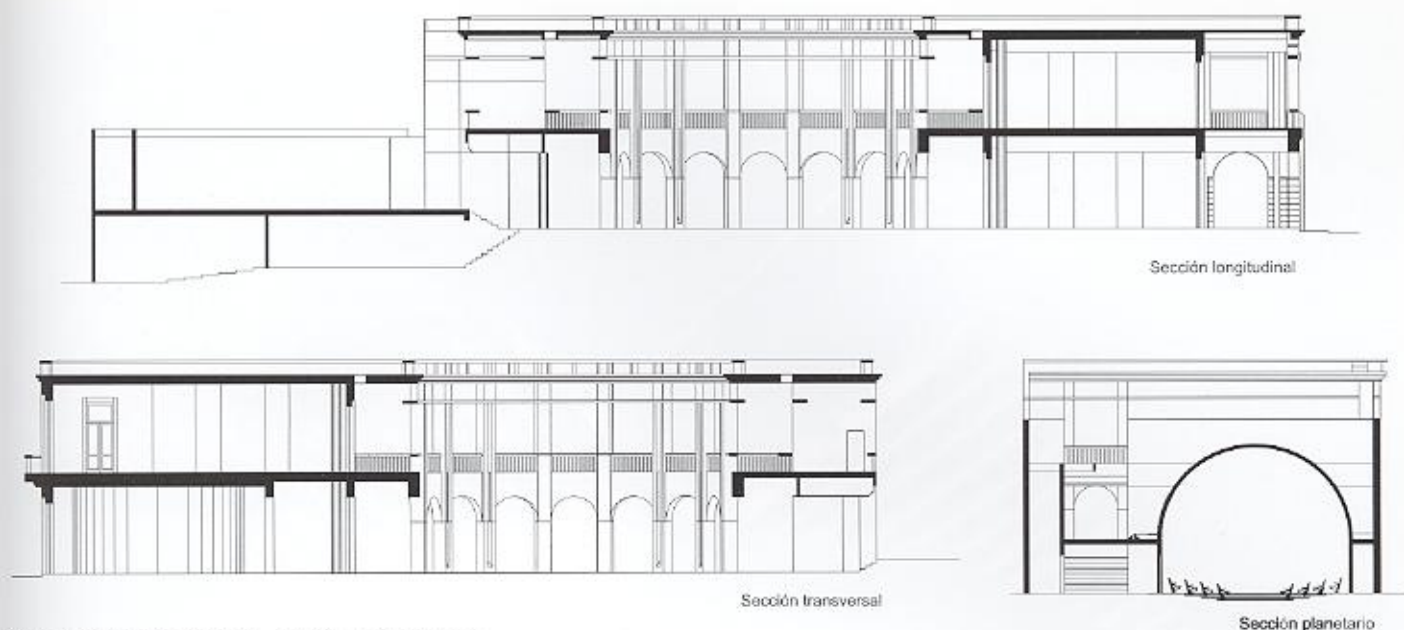 Sección longitudinal
Sección transversal
Sección planetario